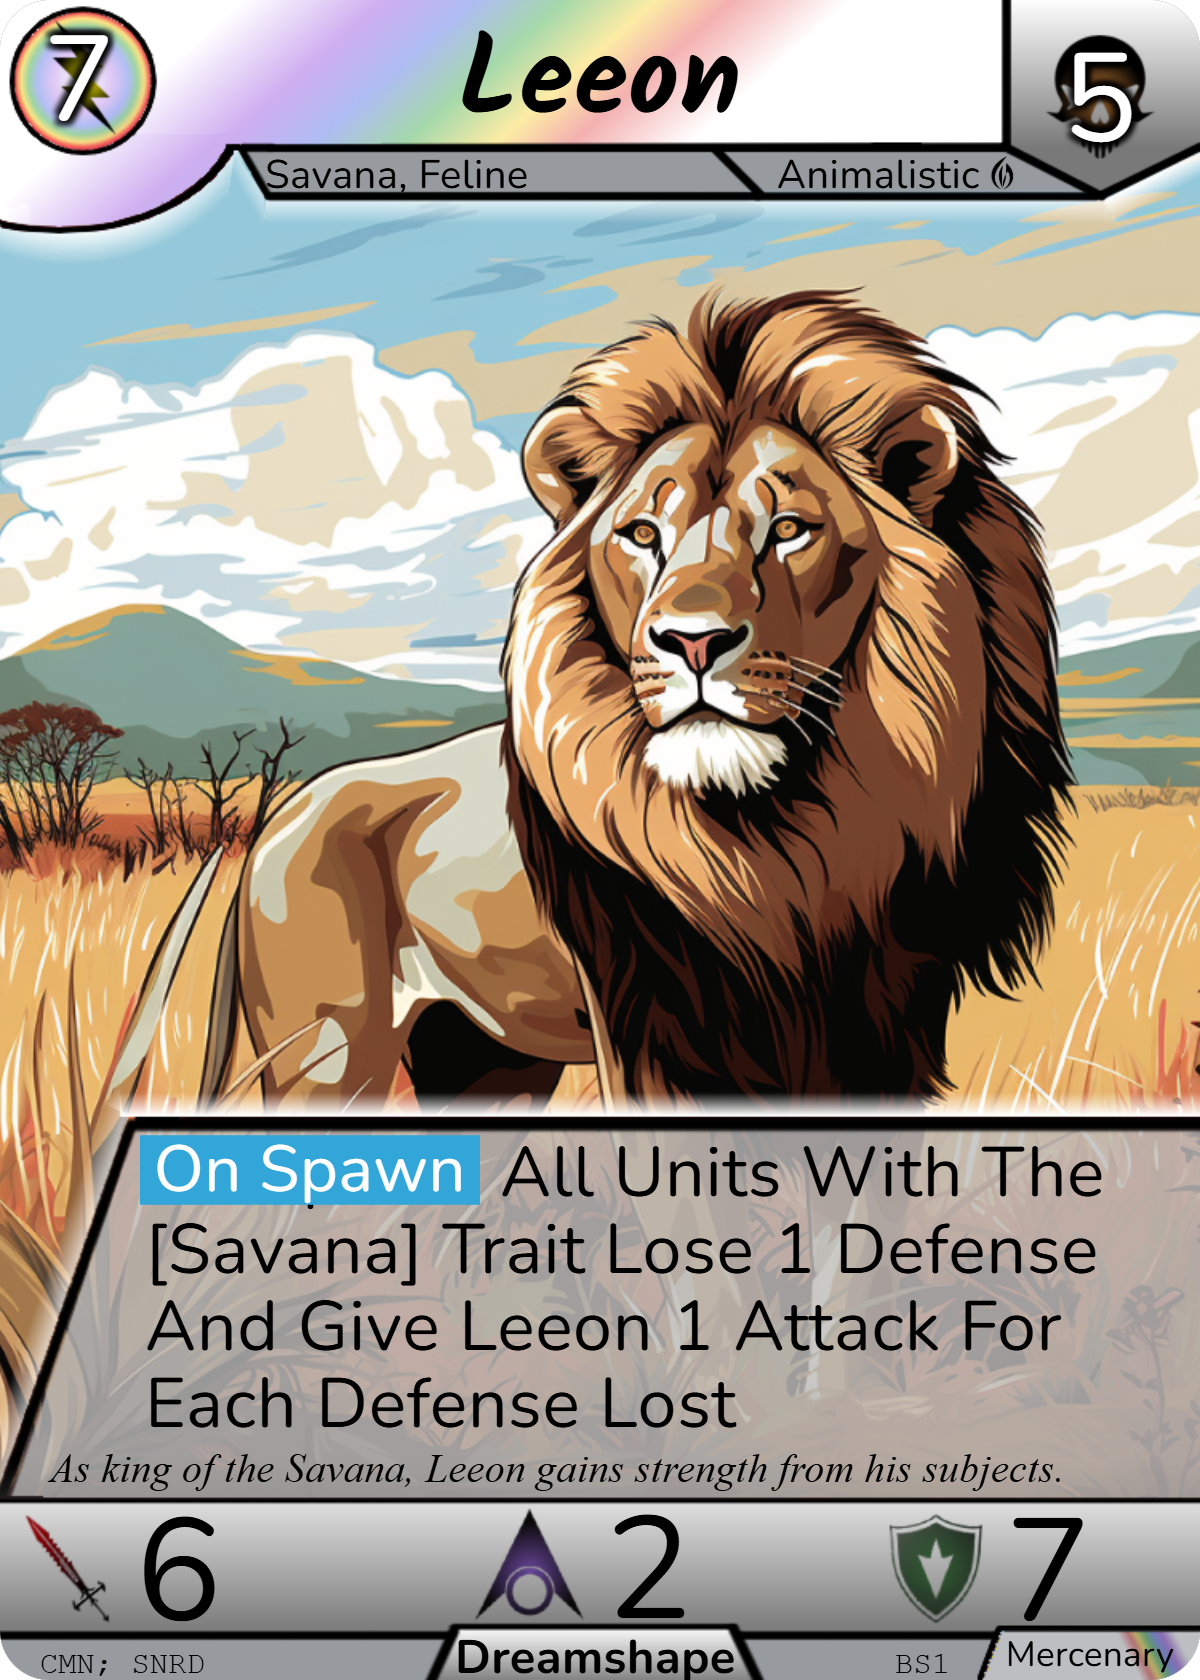 7
Leeon
5
Savana, Feline
Animalistic
On Spawn All Units With The
[Savana] Trait Lose 1 Defense
And Give Leeon 1 Attack For
Each Defense Lost
As king of the Savana, Leeon gains strength from his subjects.
6
2
7
CMN; SNRD
Dreamshape
BS1
Mercenary